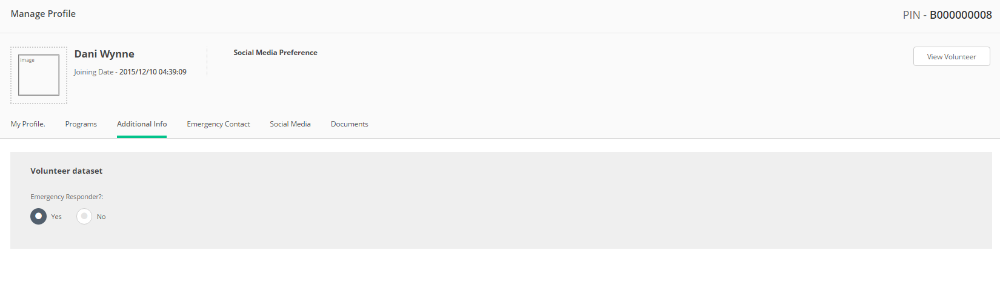 Manage Profile
PIN - B000000008
image
Dani Wynne
Joining Date - 2015/12/10 04:39:09
Social Media Preference
View Volunteer
My Profile. Programs Additional Info Emergency Contact Social Media Documents
Volunteer dataset
Emergency Responder?:
Yes No